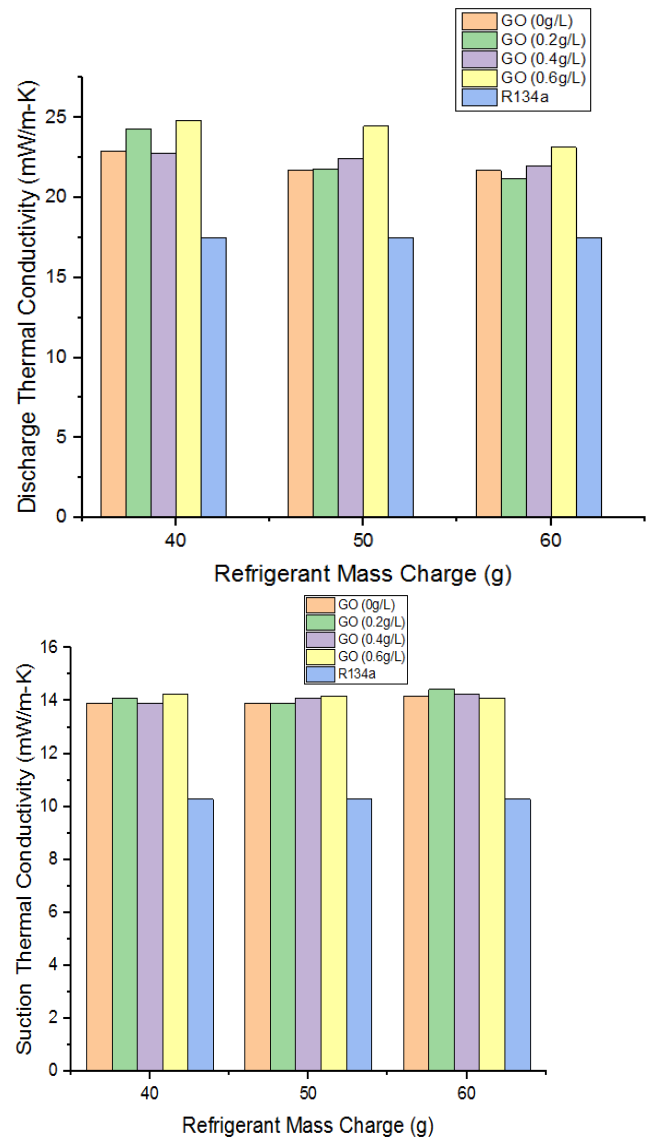 GO (0g/L)
GO (0.2g/L)
GO (0.4g/L)
GO (0.6g/L)
R134a
Discharge Thermal Conductivity (mW/m-K)
25
20
15
10
5
0
40
50
60
Refrigerant Mass Charge (g)
GO (0g/L)
GO (0.2g/L)
GO (0.4g/L)
GO (0.6g/L)
R134a
Suction Thermal Conductivity (mW/m-K)
16
14
12
10
8
6
4
2
0
40
50
60
Refrigerant Mass Charge (g)